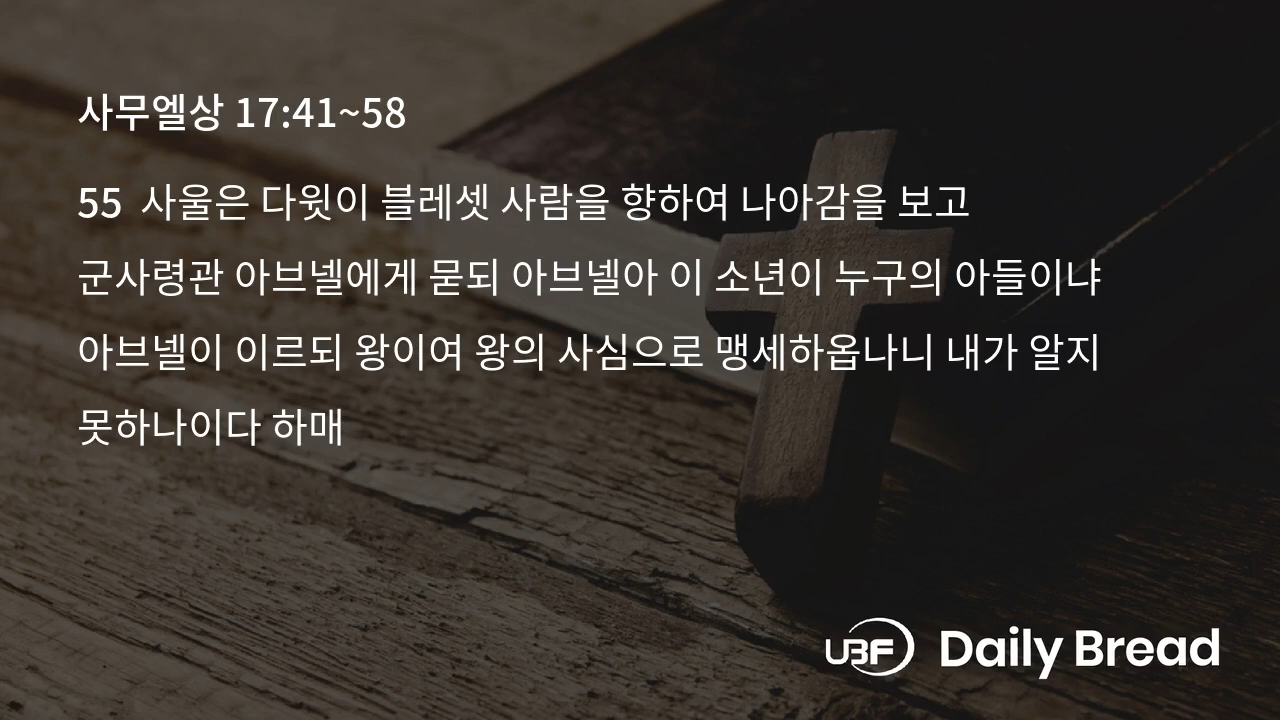 사무엘상 17:41~58
55 사울은 다윗이 블레셋 사람을 향하여 나아감을 보고
군사령관 아브넬에게 묻되 아브넬아 이 소년이 누구의 아들이냐
아브넬이 이르되 왕이여 왕의 사심으로 맹세하옵나니 내가 알지
못하나이다 하매
UBF Daily Bread